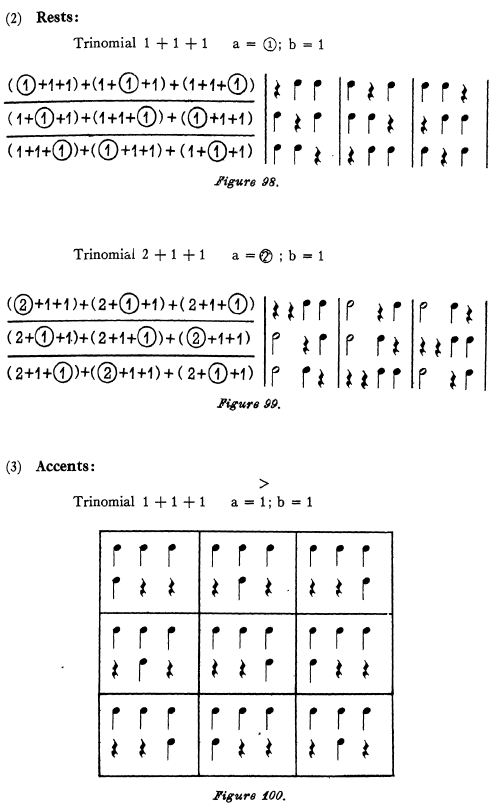 (2) Rests:
Trinomial 1 + 1 + 1 a = ①; b = 1
(①+1+1)+(1+①+1)+(1+1+①)
(1+①+1)+(1+1+①)+(①+1+1)
(1+1+①)+(①+1+1)+(1+①+1)
Figure 98.
Trinomial 2 + 1 + 1 a = ②; b = 1
(②+1+1)+(2+①+1)+(2+1+①)
(2+①+1)+(2+1+①)+(②+1+1)
(2+1+①)+(②+1+1)+(2+①+1)
Figure 99.
(3) Accents:
>
Trinomial 1 + 1 + 1 a = 1; b = 1
Figure 100.